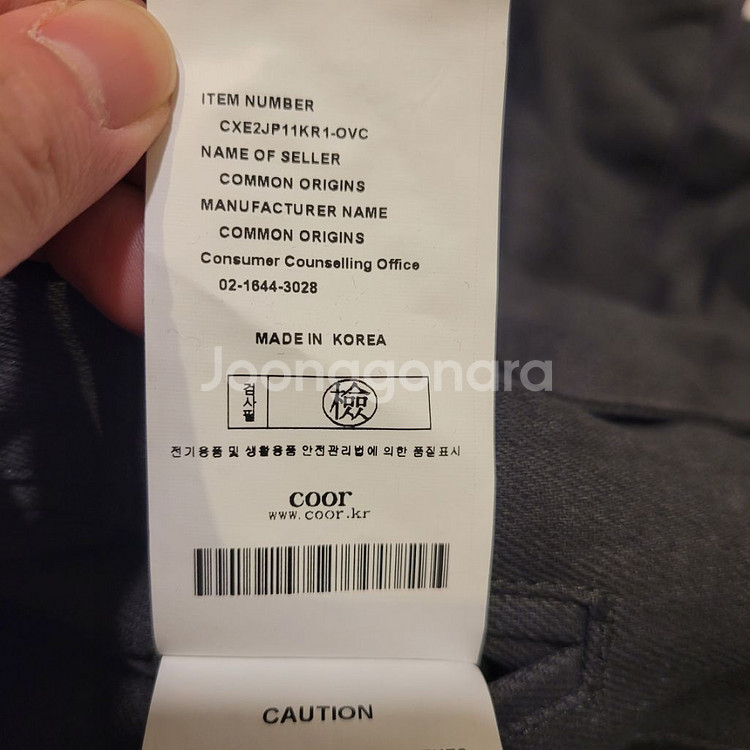 ITEM NUMBER
CXE2JP11KR1-OVC
NAME OF SELLER
COMMON ORIGINS
MANUFACTURER NAME
COMMON ORIGINS
Consumer Counselling Office
02-1644-3028
MADE IN KOREA
Joonggonara
검사필
檢
전기용품 및 생활용품 안전관리법에 의한 품질표시
coor
www.coor.kr
CAUTION